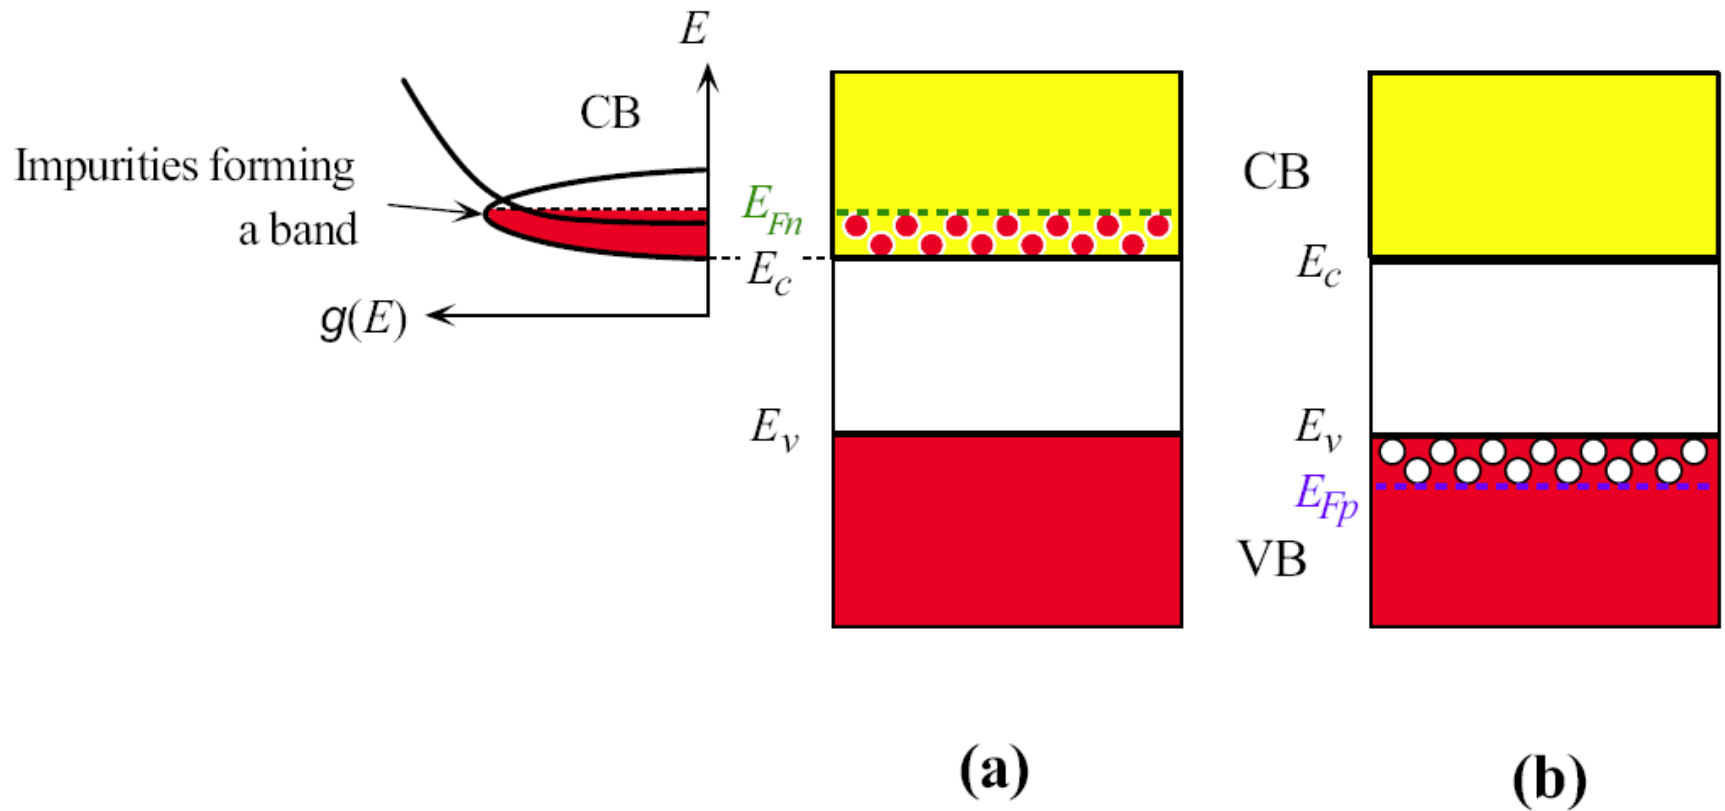 E
CB
Impurities forming
a band
E_Fn
E_c
g(E)
E_v
CB
E_c
E_v
E_Fp
VB
(a)
(b)